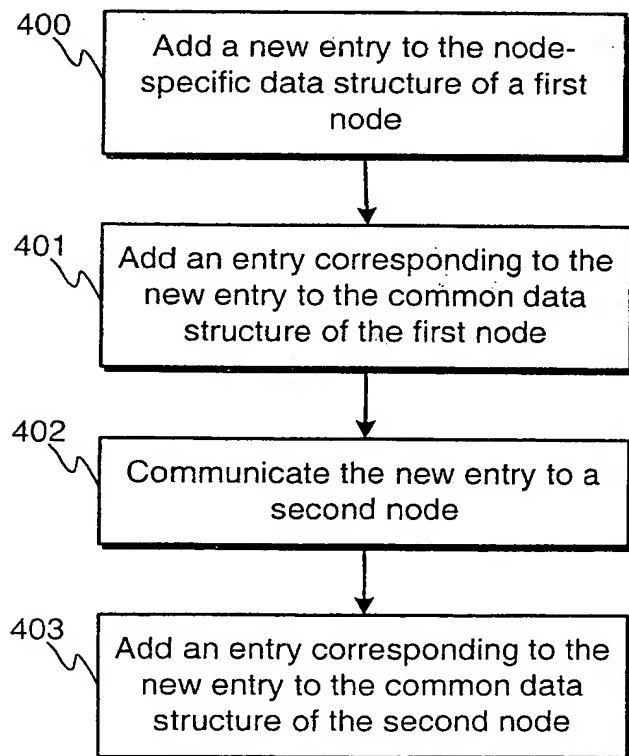 400
Add a new entry to the node-
specific data structure of a first
node
401
Add an entry corresponding to the
new entry to the common data
structure of the first node
402
Communicate the new entry to a
second node
403
Add an entry corresponding to the
new entry to the common data
structure of the second node